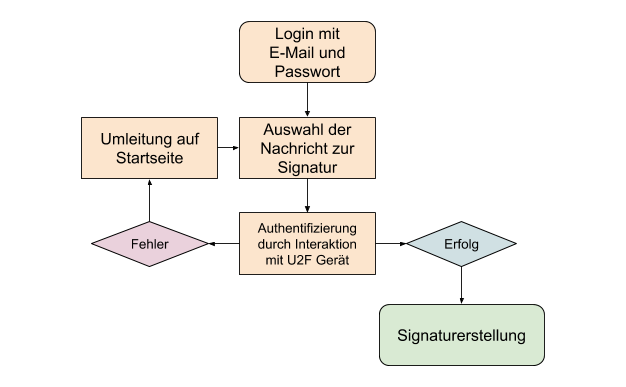 Login mit
E-Mail und
Passwort
Umleitung auf
Startseite
Auswahl der
Nachricht zur
Signatur
Fehler
Authentifizierung
durch Interaktion
mit U2F Gerät
Erfolg
Signaturerstellung